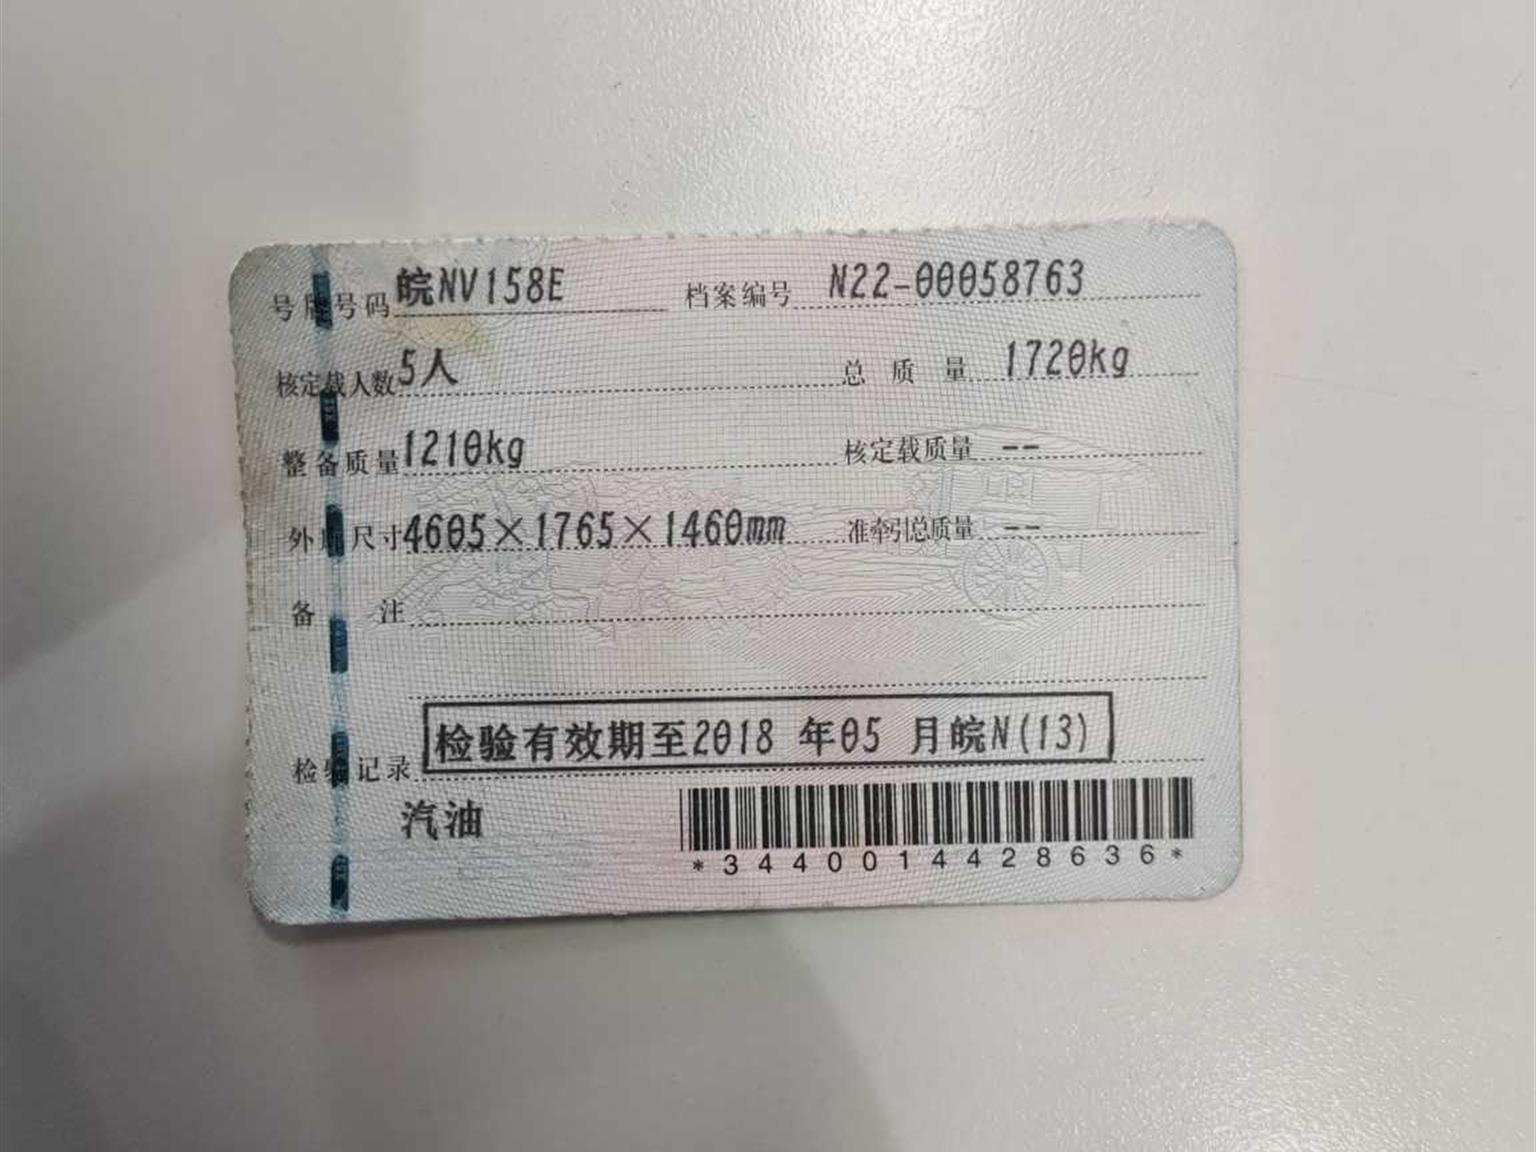 号牌号码 皖NV158E 档案编号 N22-00058763
核定载人数 5人 总质量 1720kg
整备质量 1210kg 核定载质量 --
外廓尺寸 4605×1765×1460mm 准牵引总质量 --
备注
检验记录 检验有效期至2018 年05 月皖N(13)
汽油
*3440014428636*